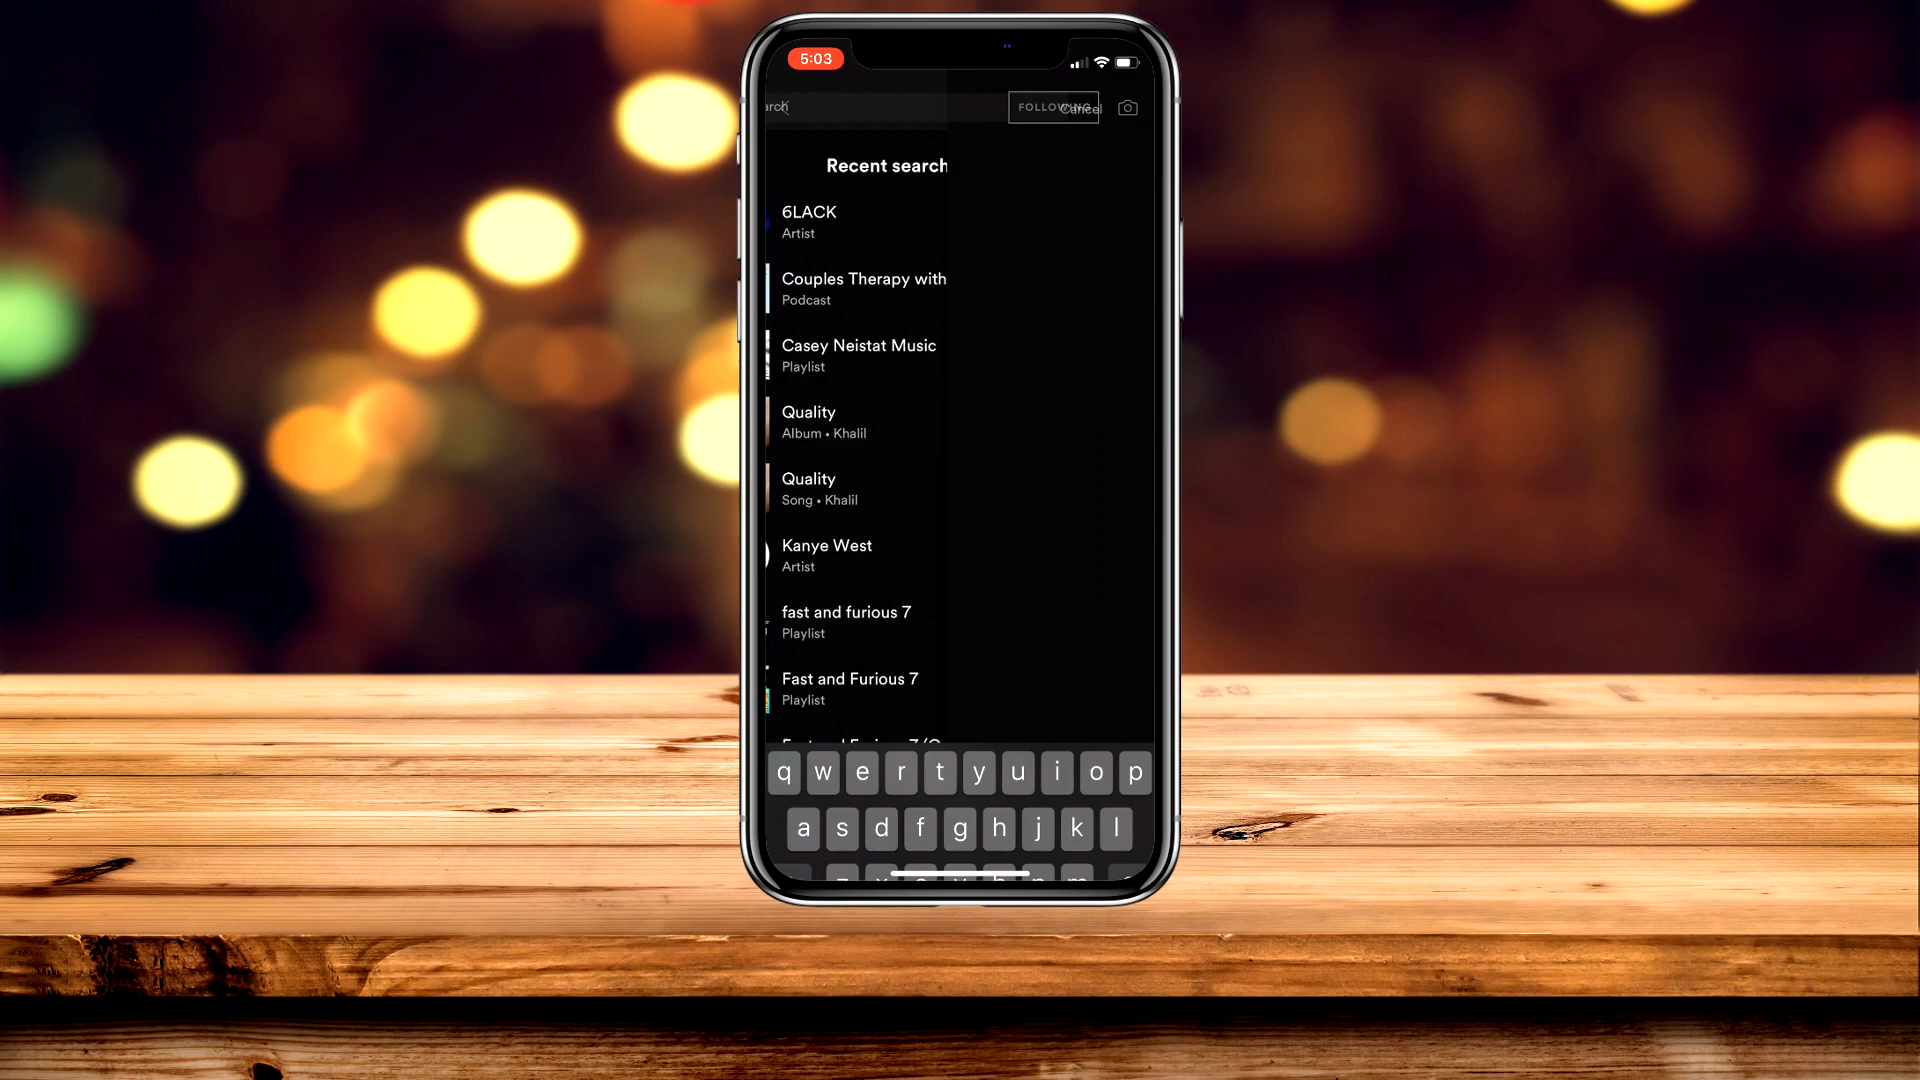 5:03
arch
FOLLOWING
Cancel
Recent search
6LACK
Artist
Couples Therapy with
Podcast
Casey Neistat Music
Playlist
Quality
Album • Khalil
Quality
Song • Khalil
Kanye West
Artist
fast and furious 7
Playlist
Fast and Furious 7
Playlist
q w e r t y u i o p
a s d f g h j k l